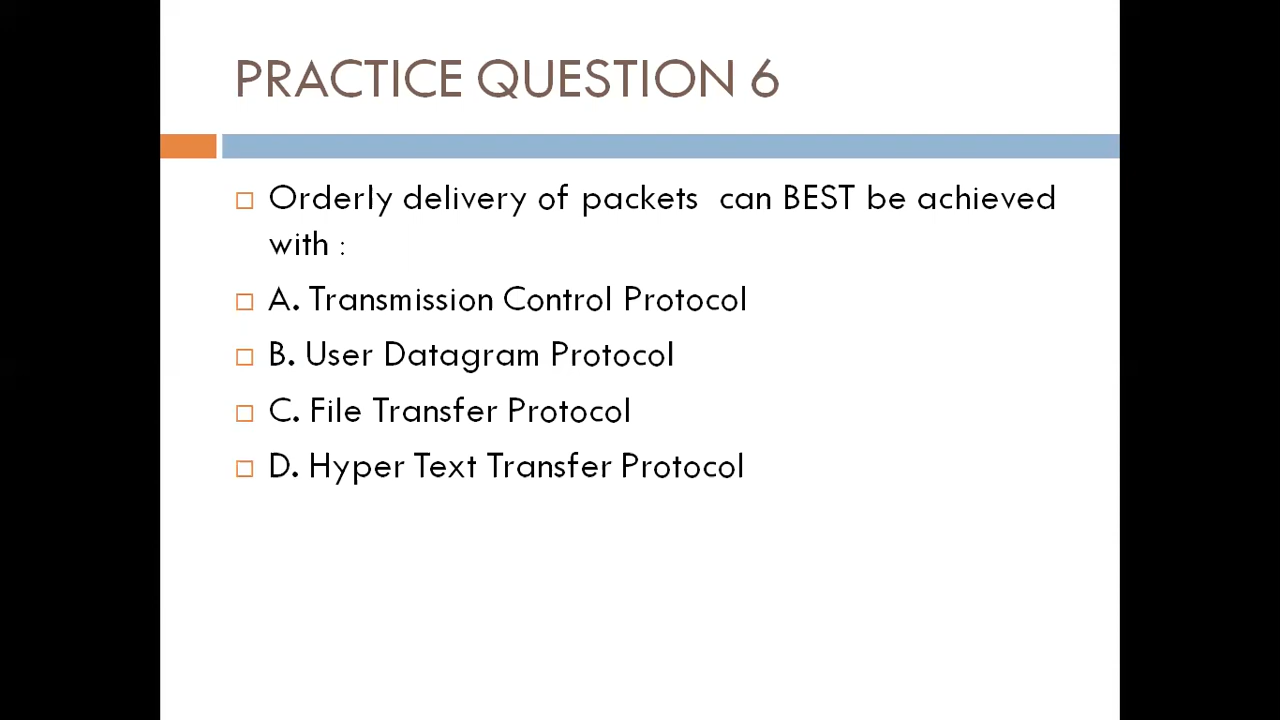 PRACTICE QUESTION 6
Orderly delivery of packets can BEST be achieved
with :
A. Transmission Control Protocol
B. User Datagram Protocol
C. File Transfer Protocol
D. Hyper Text Transfer Protocol